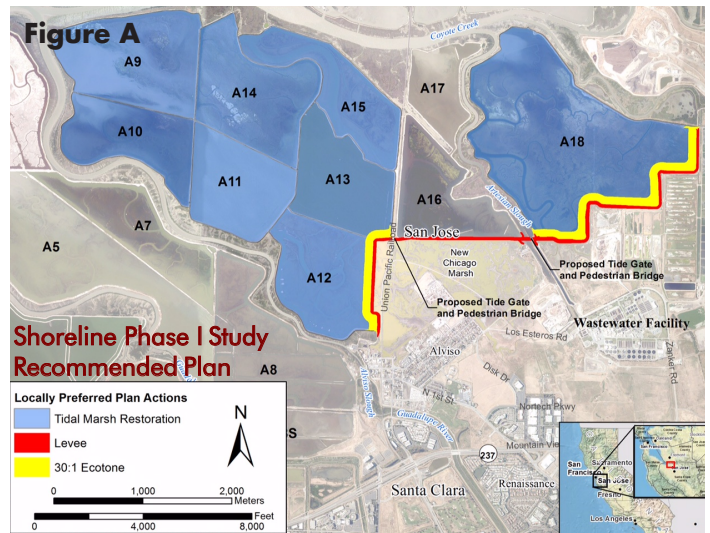 Figure A
Coyote Creek
A9
A14
A15
A17
A18
A10
A11
A13
A16
Artesian Slough
A7
A5
A12
San Jose
Union Pacific Railroad
New
Chicago
Marsh
Proposed Tide Gate
and Pedestrian Bridge
Proposed Tide Gate
and Pedestrian Bridge
Wastewater Facility
Los Esteros Rd
Zanker Rd
Shoreline Phase I Study
Recommended Plan
A8
Alviso
Alviso Slough
Disk Dr
N 1st St
Nortech Pkwy
Guadalupe River
Mountain Vie
237
Santa Clara
Renaissance
S
Locally Preferred Plan Actions
Tidal Marsh Restoration
Levee
30:1 Ecotone
N
0 1,000 2,000
Meters
Feet
0 4,000 8,000
San
Francisco
Sacramento
San Jose
Fresno
Los Angeles